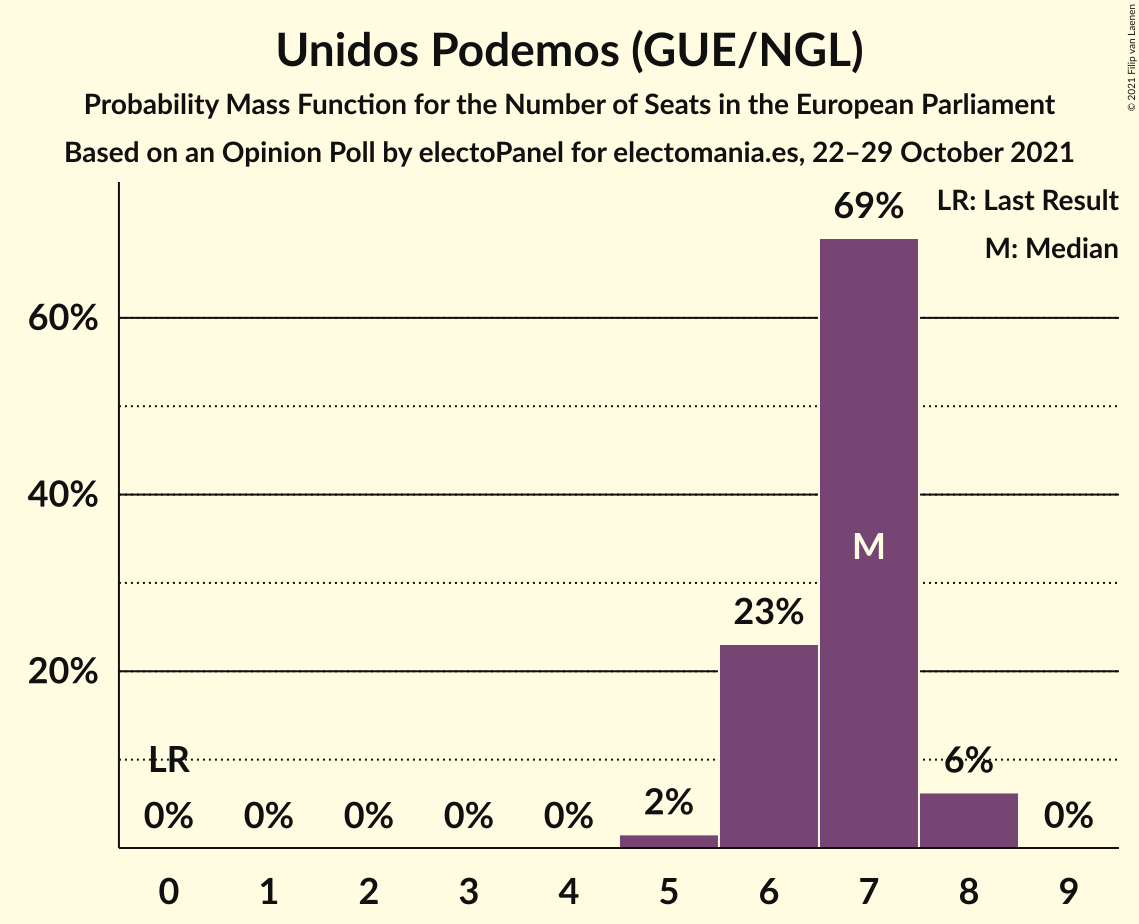 Unidos Podemos (GUE/NGL)
Probability Mass Function for the Number of Seats in the European Parliament
Based on an Opinion Poll by electoPanel for electomania.es, 22–29 October 2021
© 2021 Filip van Laenen
LR: Last Result
M: Median
69%
60%
40%
M
23%
20%
LR
6%
2%
0% 0% 0% 0% 0% 0%
0 1 2 3 4 5 6 7 8 9